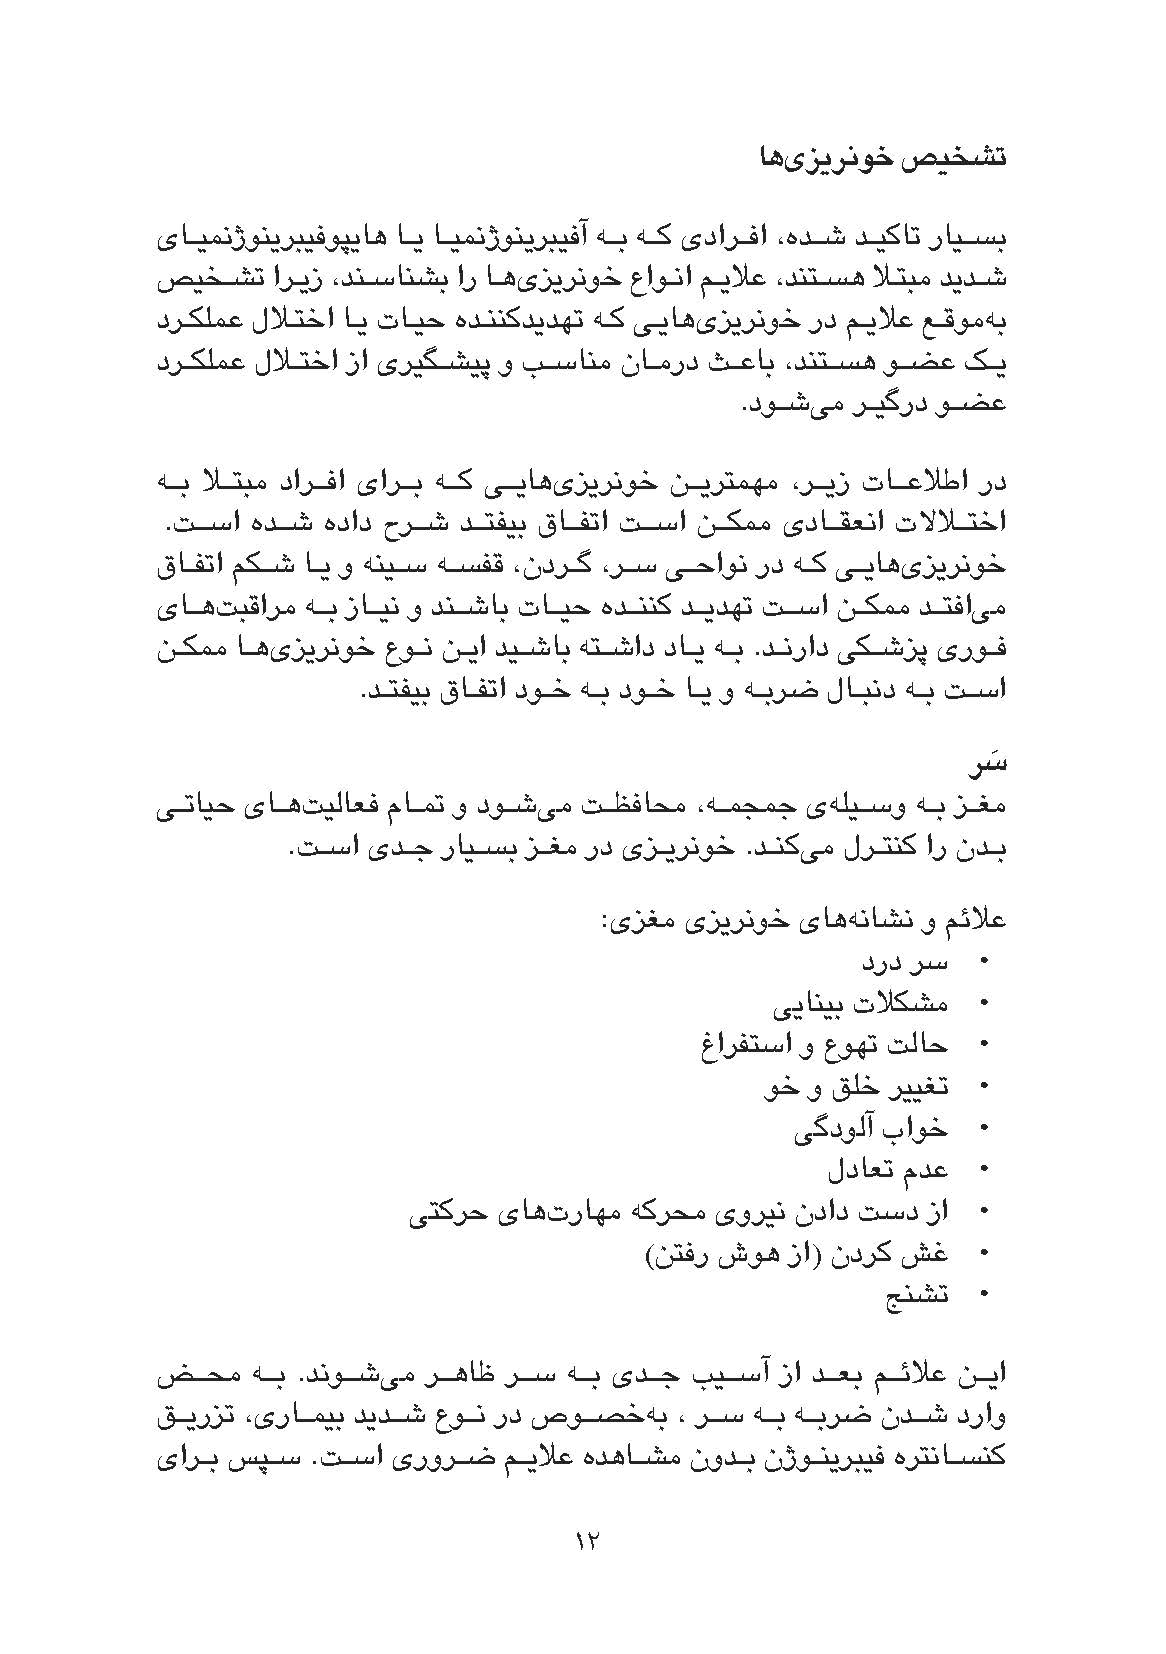 تشخیص خونریزی‌ها
بسیار تاکید شده، افرادی که به آفیبرینوژنمیا یا هایپوفیبرینوژنمیای
شدید مبتلا هستند، علایم انواع خونریزی‌ها را بشناسند، زیرا تشخیص
به‌موقع علایم در خونریزی‌هایی که تهدیدکننده حیات یا اختلال عملکرد
یک عضو هستند، باعث درمان مناسب و پیشگیری از اختلال عملکرد
عضو درگیر می‌شود.
در اطلاعات زیر، مهمترین خونریزی‌هایی که برای افراد مبتلا به
اختلالات انعقادی ممکن است اتفاق بیفتد شرح داده شده است.
خونریزی‌هایی که در نواحی سر، گردن، قفسه سینه و یا شکم اتفاق
می‌افتد ممکن است تهدید کننده حیات باشند و نیاز به مراقبت‌های
فوری پزشکی دارند. به یاد داشته باشید این نوع خونریزی‌ها ممکن
است به دنبال ضربه و یا خود به خود اتفاق بیفتد.
سَر
مغز به وسیله‌ی جمجمه، محافظت می‌شود و تمام فعالیت‌های حیاتی
بدن را کنترل می‌کند. خونریزی در مغز بسیار جدی است.
علائم و نشانه‌های خونریزی مغزی:
• سر درد
• مشکلات بینایی
• حالت تهوع و استفراغ
• تغییر خلق و خو
• خواب آلودگی
• عدم تعادل
• از دست دادن نیروی محرکه مهارت‌های حرکتی
• غش کردن (از هوش رفتن)
• تشنج
این علائم بعد از آسیب جدی به سر ظاهر می‌شوند. به محض
وارد شدن ضربه به سر ، به‌خصوص در نوع شدید بیماری، تزریق
کنسانتره فیبرینوژن بدون مشاهده علایم ضروری است. سپس برای
۱۲